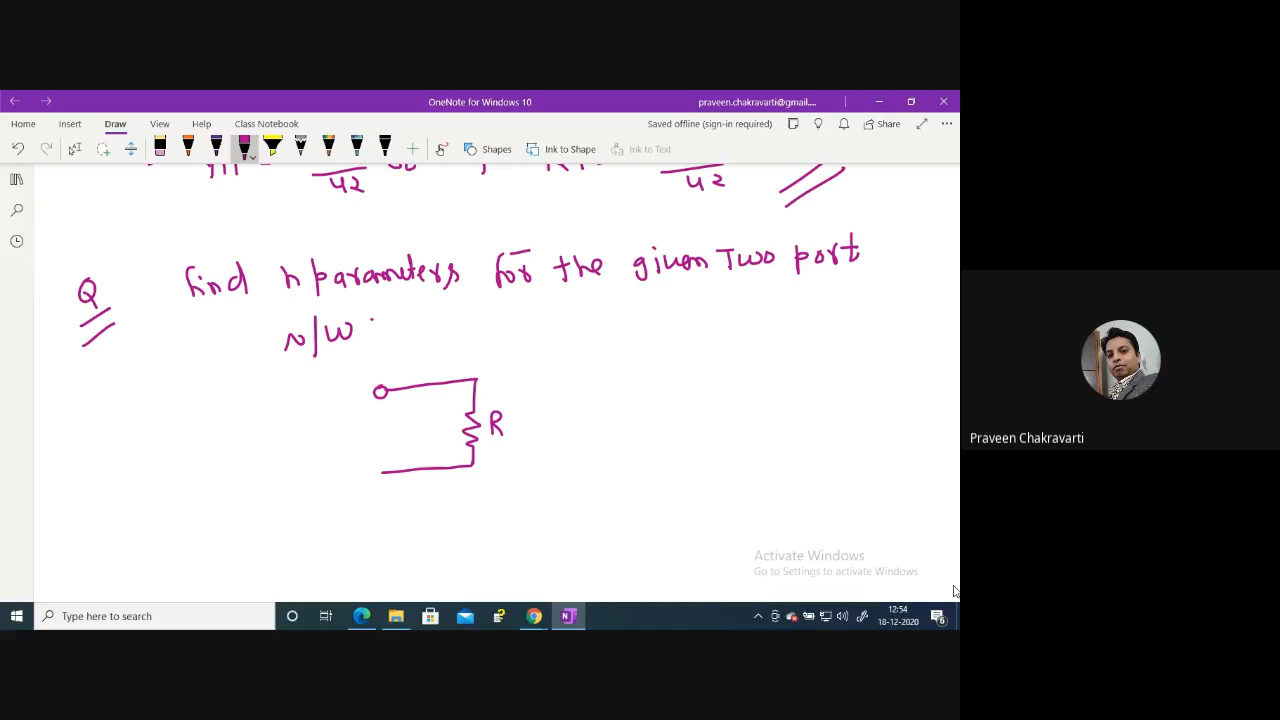 OneNote for Windows 10
praveen.chakravarti@gmail....
Home Insert Draw View Help Class Notebook
Saved offline (sign-in required)
Share
Shapes
Ink to Shape
Ink to Text
42
42
Q find h parameters for the given Two port
N/W
R
Praveen Chakravarti
Activate Windows
Go to Settings to activate Windows.
Type here to search
12:54
18-12-2020
6